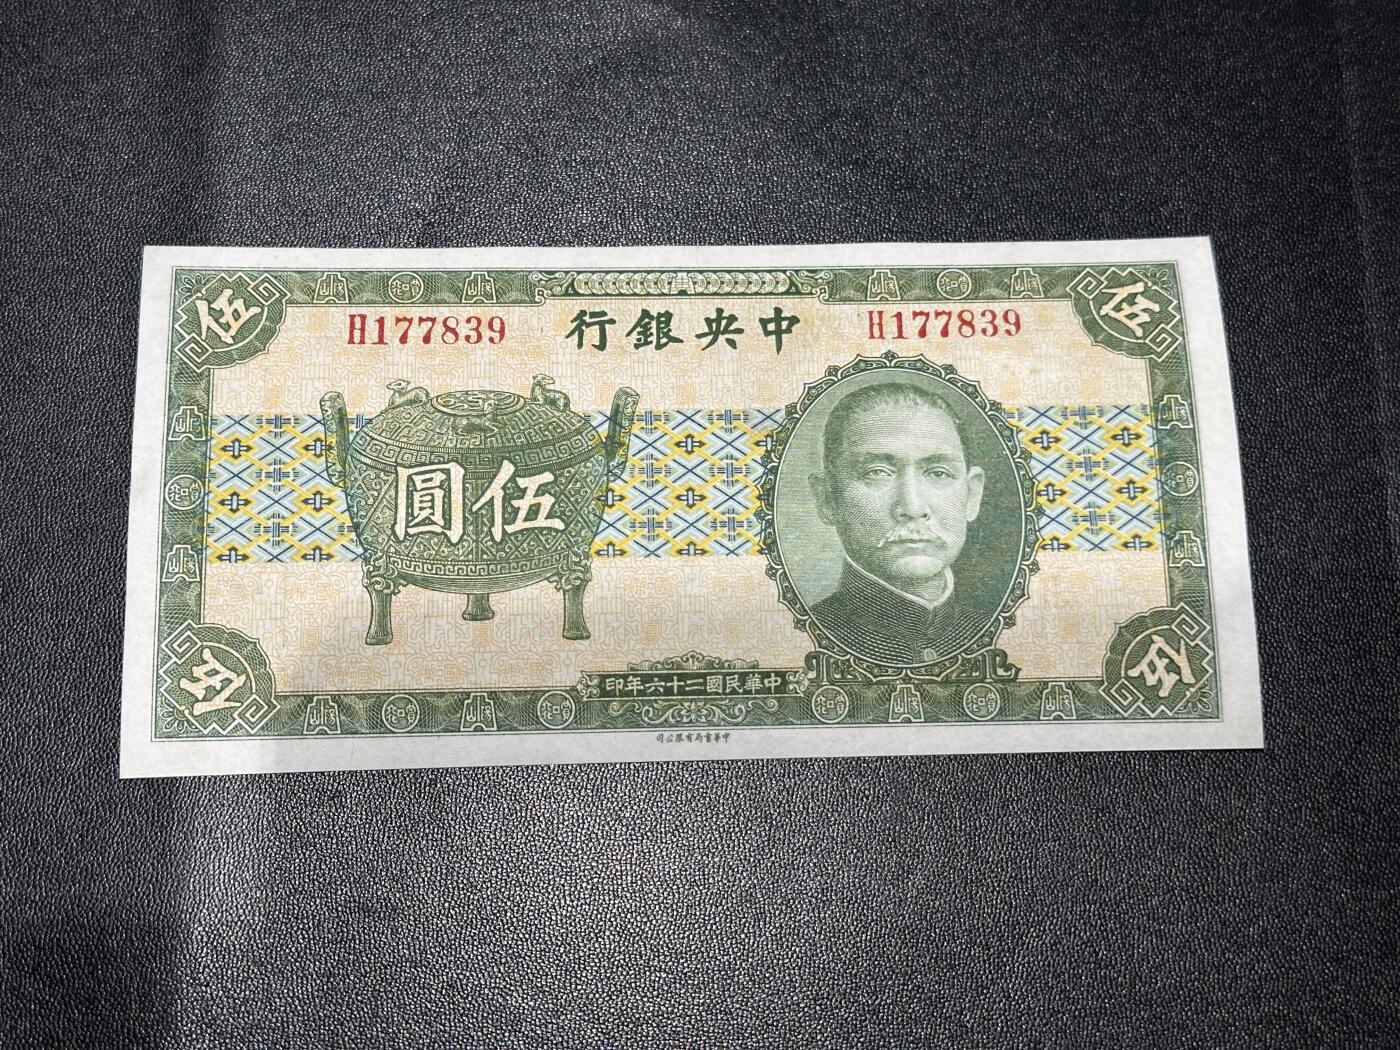 伍
伍
H177839
中央銀行
H177839
伍圓
中華民國二十六年印
伍
伍
中華書局有限公司